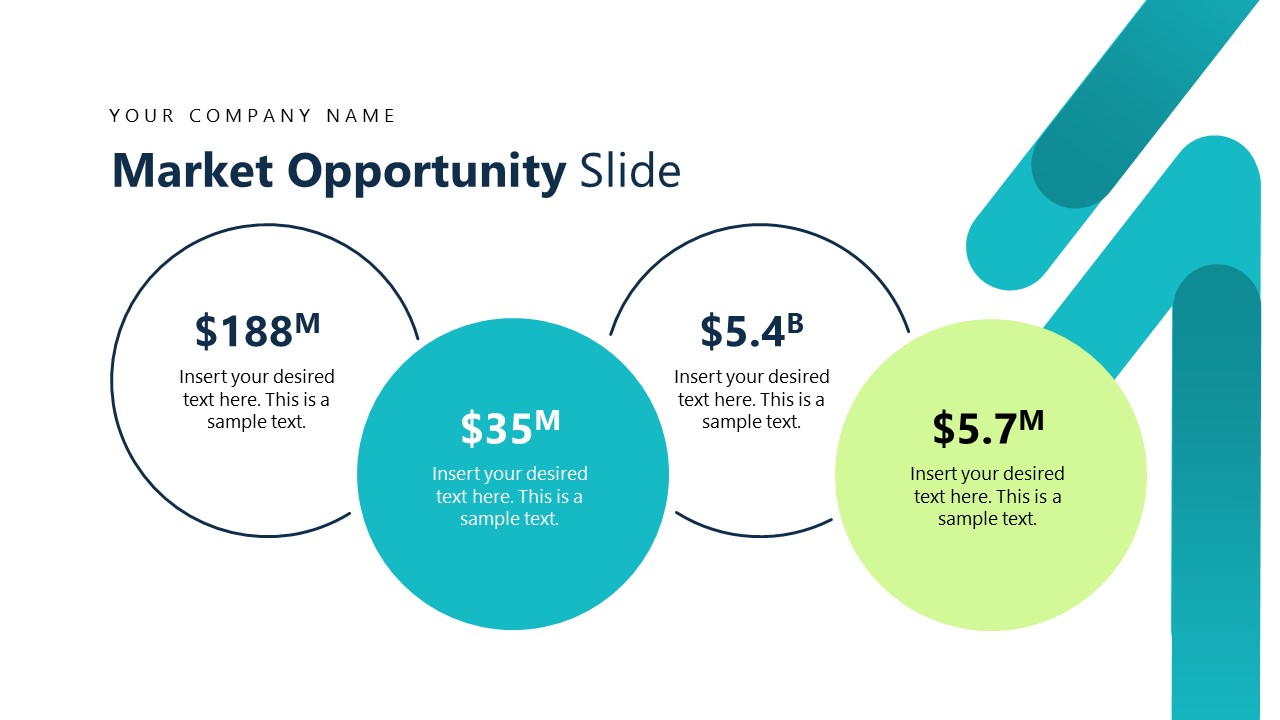 YOUR COMPANY NAME
Market Opportunity Slide
$188M
Insert your desired
text here. This is a
sample text.
$35M
Insert your desired
text here. This is a
sample text.
$5.4B
Insert your desired
text here. This is a
sample text.
$5.7M
Insert your desired
text here. This is a
sample text.